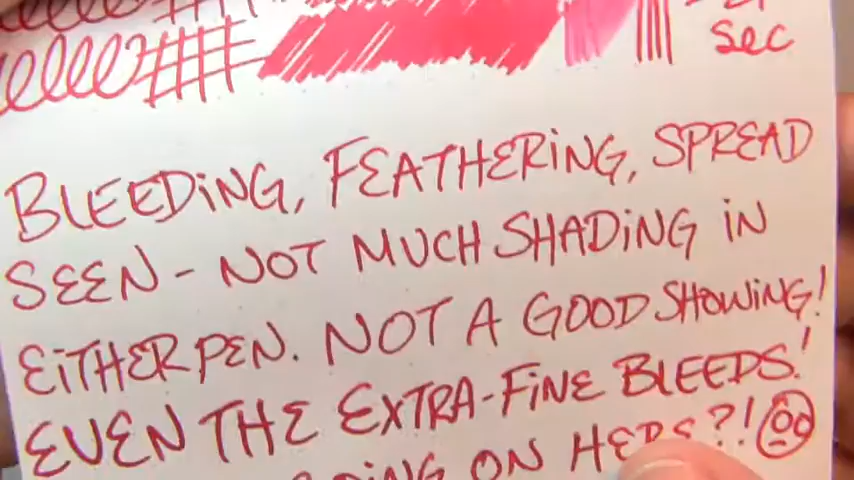 sec
BLEEDING, FEATHERING, SPREAD
SEEN - NOT MUCH SHADING IN
EITHER PEN. NOT A GOOD SHOWING!
EVEN THE EXTRA-FINE BLEEDS!
ON HERE?!